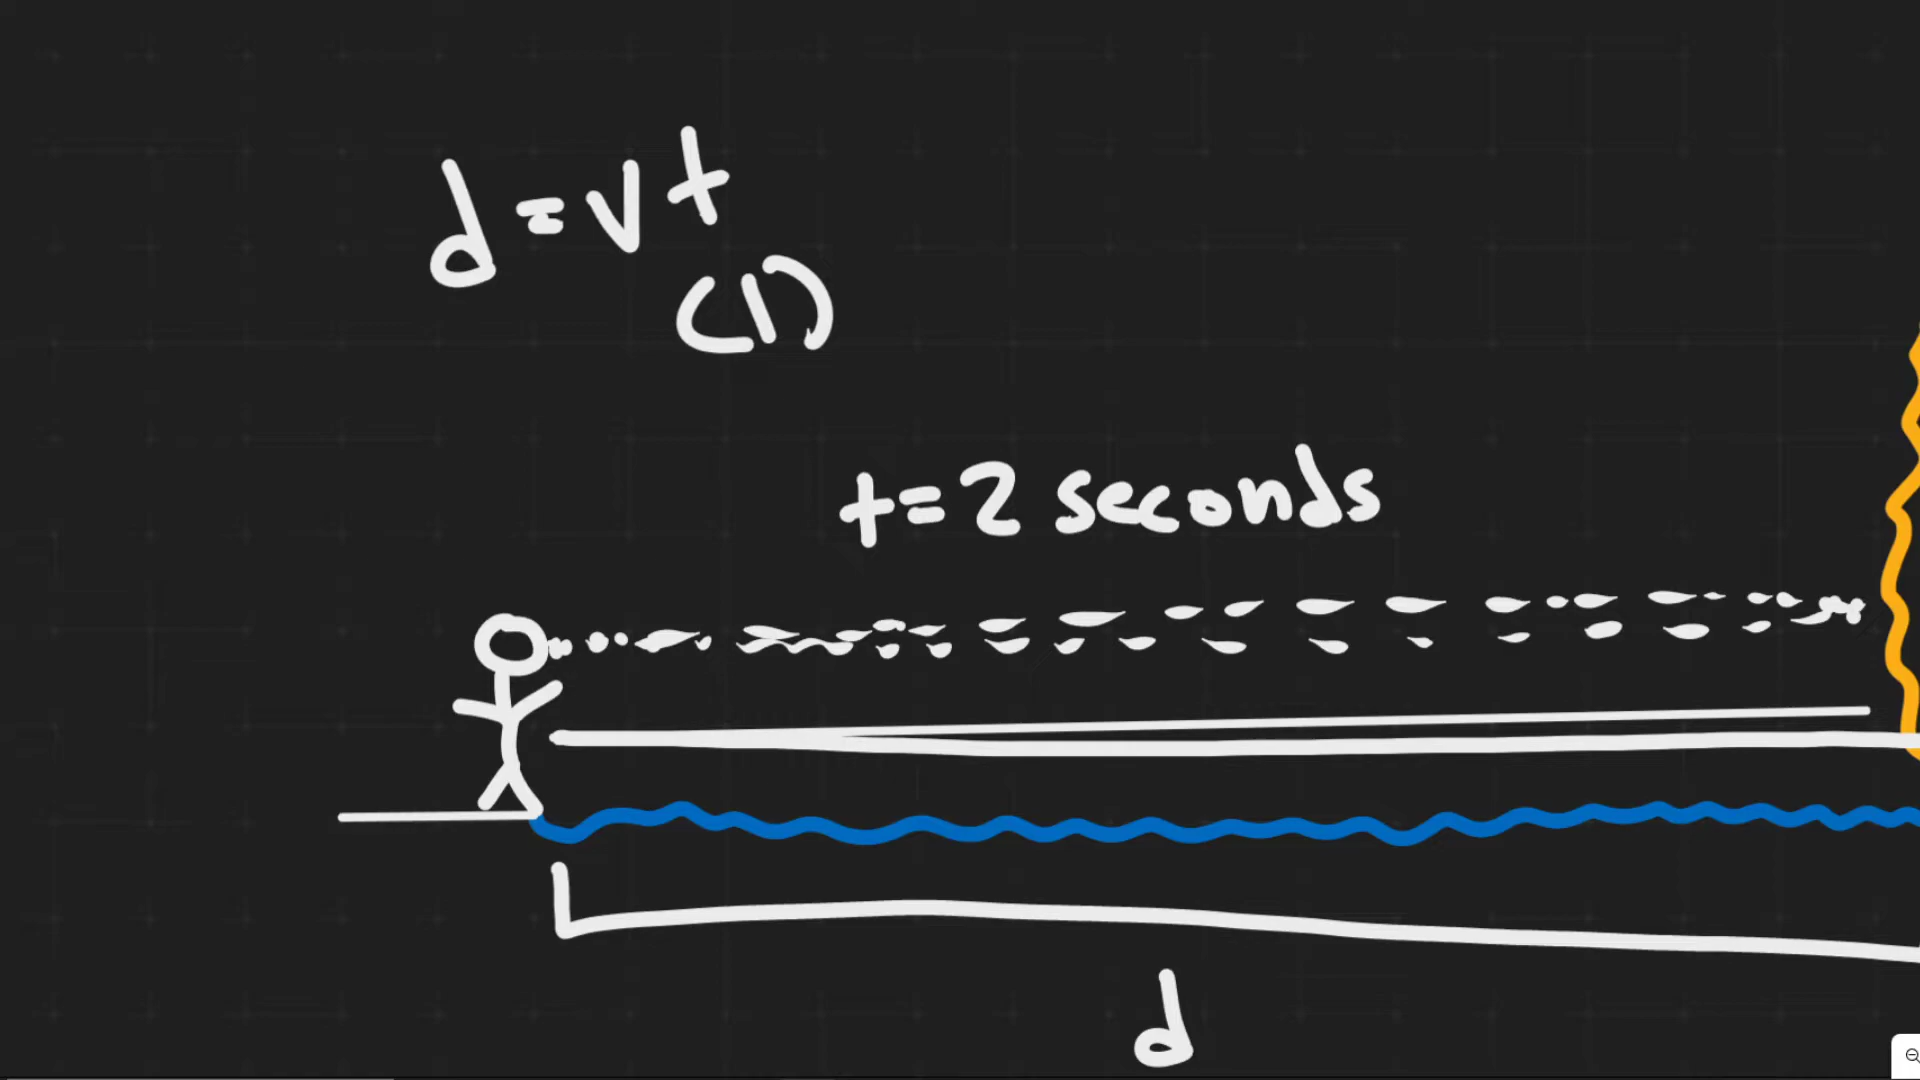 d=vt
(1)
t=2 seconds
d